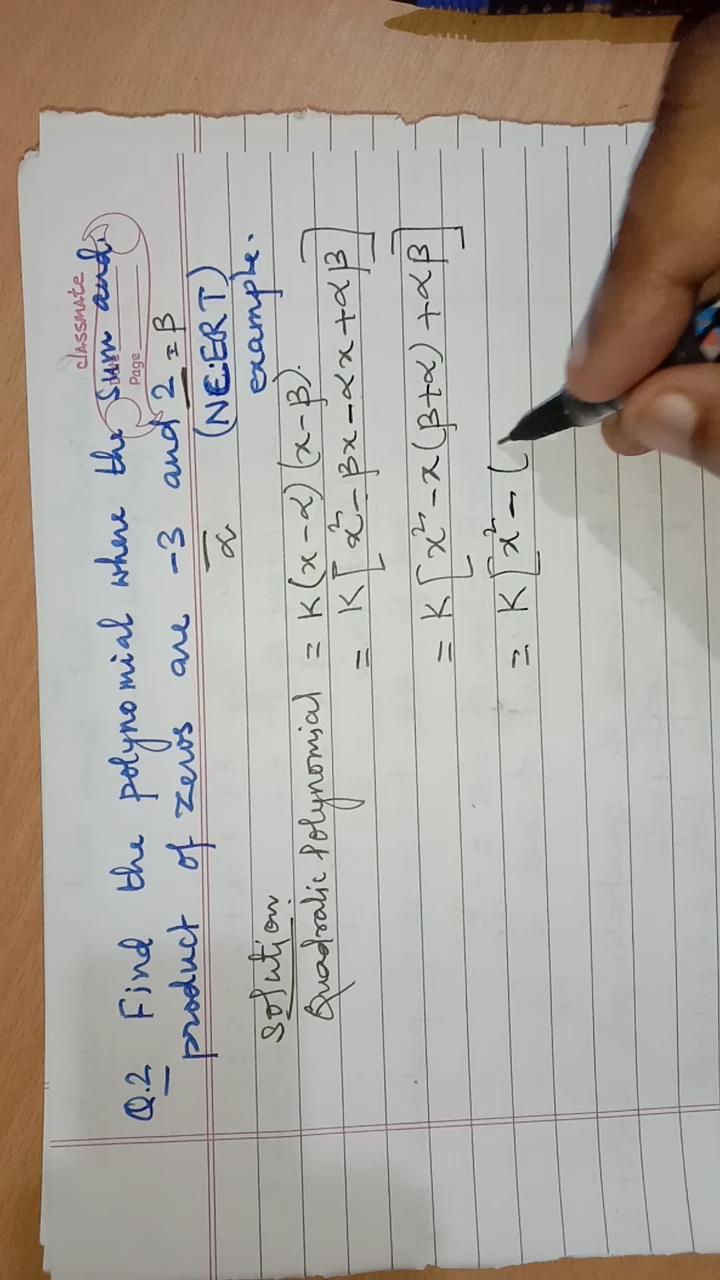 classmate
Date
Page
Q.2 Find the polynomial where the sum and
product of zeros are -3 and 2 = β
α
(NCERT)
example.
Solution:
Quadratic Polynomial = K(x-α)(x-β).
= K[x²-βx-αx+αβ]
= K[x²-x(β+α)+αβ]
= K[x²-(